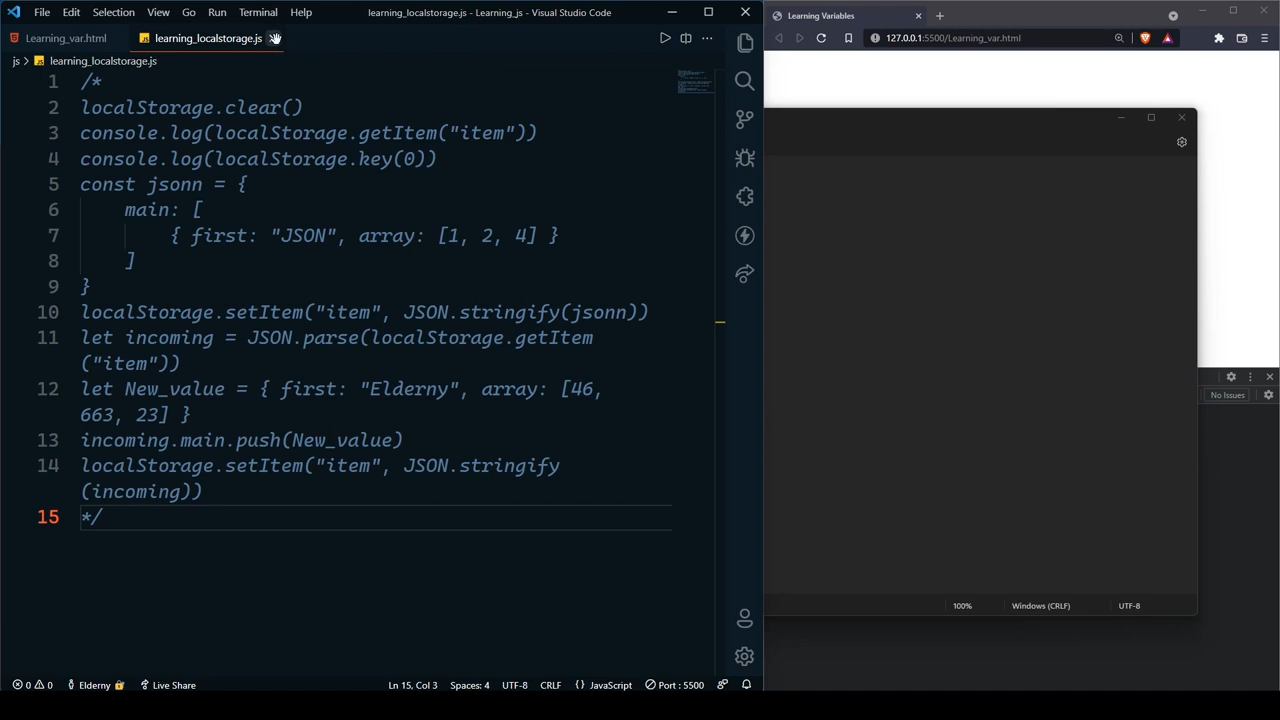 File Edit Selection View Go Run Terminal Help learning_localstorage.js - Learning_js - Visual Studio Code
Learning_var.html learning_localstorage.js
js > learning_localstorage.js
1 /*
2 localStorage.clear()
3 console.log(localStorage.getItem("item"))
4 console.log(localStorage.key(0))
5 const jsonn = {
6 main: [
7 { first: "JSON", array: [1, 2, 4] }
8 ]
9 }
10 localStorage.setItem("item", JSON.stringify(jsonn))
11 let incoming = JSON.parse(localStorage.getItem
("item"))
12 let New_value = { first: "Elderny", array: [46,
663, 23] }
13 incoming.main.push(New_value)
14 localStorage.setItem("item", JSON.stringify
(incoming))
15 */
0 0 Elderny Live Share Ln 15, Col 3 Spaces: 4 UTF-8 CRLF {} JavaScript Port : 5500
Learning Variables
127.0.0.1:5500/Learning_var.html
No Issues
100% Windows (CRLF) UTF-8